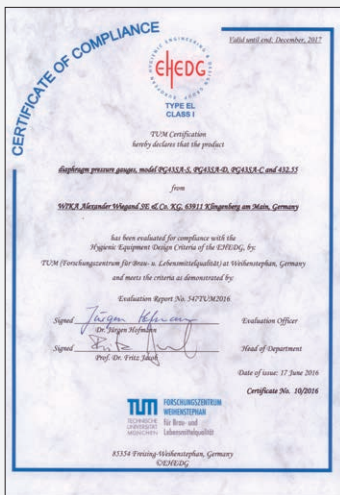 CERTIFICATE OF COMPLIANCE
Valid until end, December, 2017
EHEDG
TYPE EL
CLASS I
TUM Certification
hereby declares that the product
diaphragm pressure gauges, model PG43SA-S, PG43SA-D, PG43SA-C and 432.55
from
WIKA Alexander Wiegand SE & Co. KG, 63911 Klingenberg am Main, Germany
has been evaluated for compliance with the
Hygienic Equipment Design Criteria of the EHEDG, by:
TUM (Forschungszentrum für Brau- u. Lebensmittelqualität) at Weihenstephan, Germany
and meets the criteria as demonstrated by:
Evaluation Report No. 547TUM2016
Signed Evaluation Officer
Dr. Jürgen Hofmann
Signed Head of Department
Prof. Dr. Fritz Jacob
Date of issue: 17 June 2016
Certificate No. 10/2016
TUM FORSCHUNGSZENTRUM
WEIHENSTEPHAN
TECHNISCHE
UNIVERSITÄT
MÜNCHEN
für Brau- und
Lebensmittelqualität
85354 Freising-Weihenstephan, Germany
©EHEDG